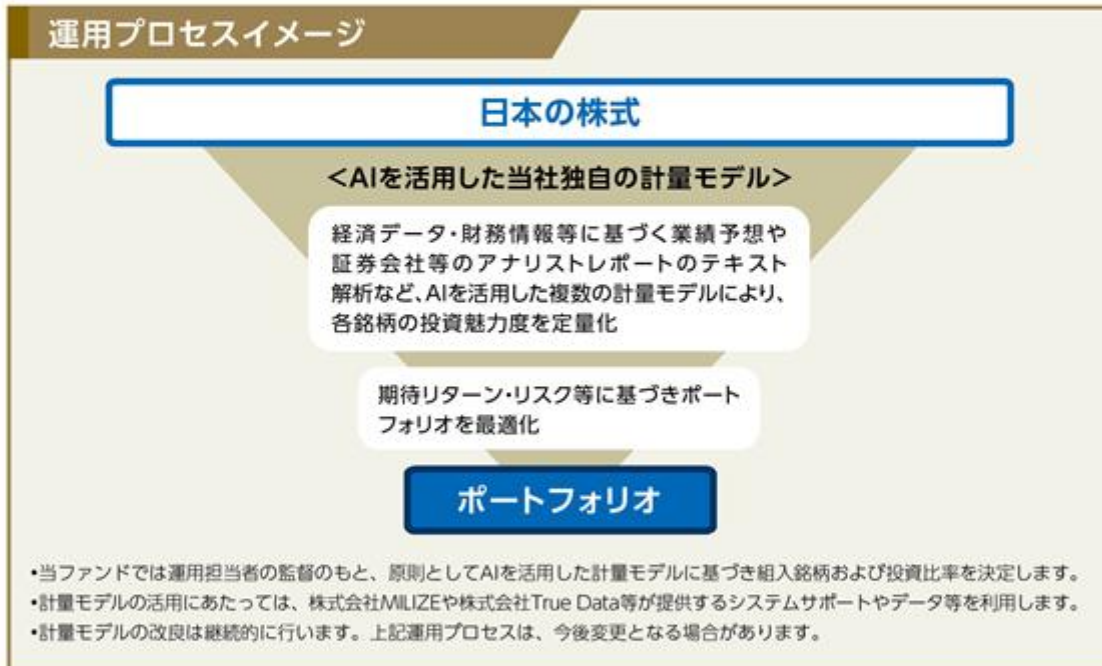 運用プロセスイメージ
日本の株式
<AIを活用した当社独自の計量モデル>
経済データ・財務情報等に基づく業績予想や
証券会社等のアナリストレポートのテキスト
解析など、AIを活用した複数の計量モデルにより、
各銘柄の投資魅力度を定量化
期待リターン・リスク等に基づきポート
フォリオを最適化
ポートフォリオ
•当ファンドでは運用担当者の監督のもと、原則としてAIを活用した計量モデルに基づき組入銘柄および投資比率を決定します。
•計量モデルの活用にあたっては、株式会社MILIZEや株式会社True Data等が提供するシステムサポートやデータ等を利用します。
•計量モデルの改良は継続的に行います。上記運用プロセスは、今後変更となる場合があります。